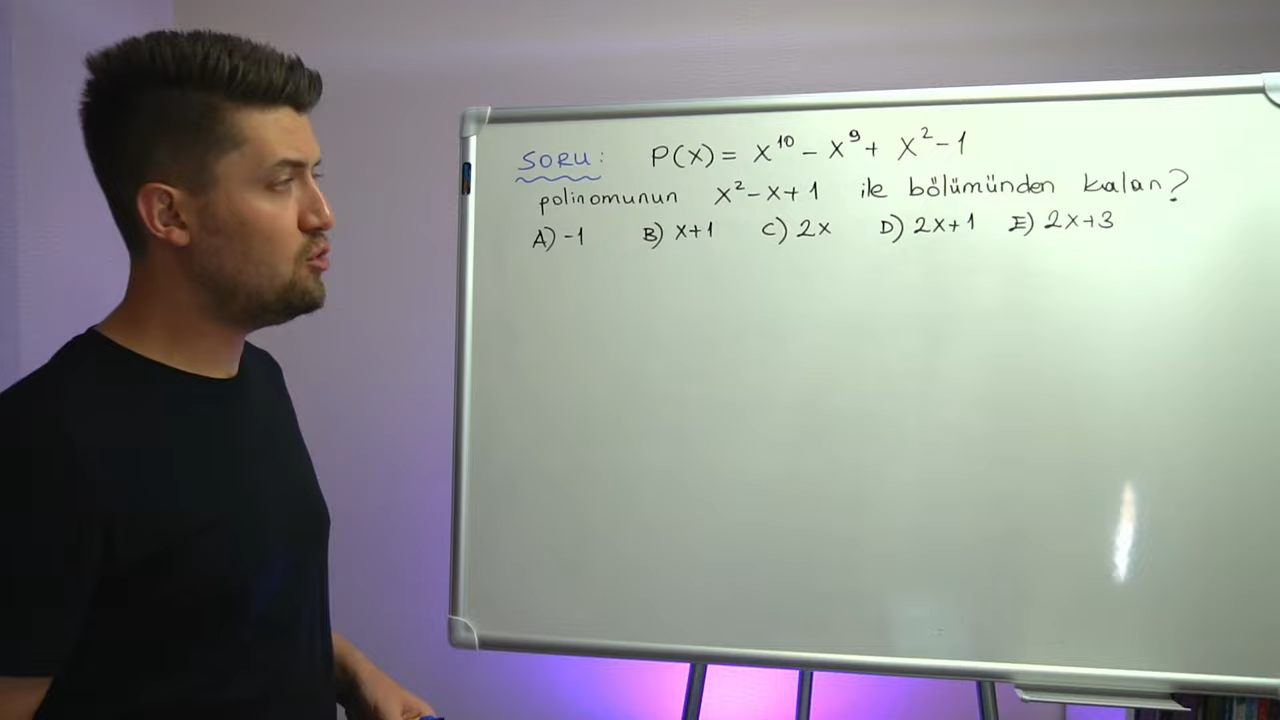 SORU: P(x) = x¹⁰ - x⁹ + x² - 1
polinomunun x² - x + 1 ile bölümünden kalan?
A) -1 B) x+1 C) 2x D) 2x+1 E) 2x+3